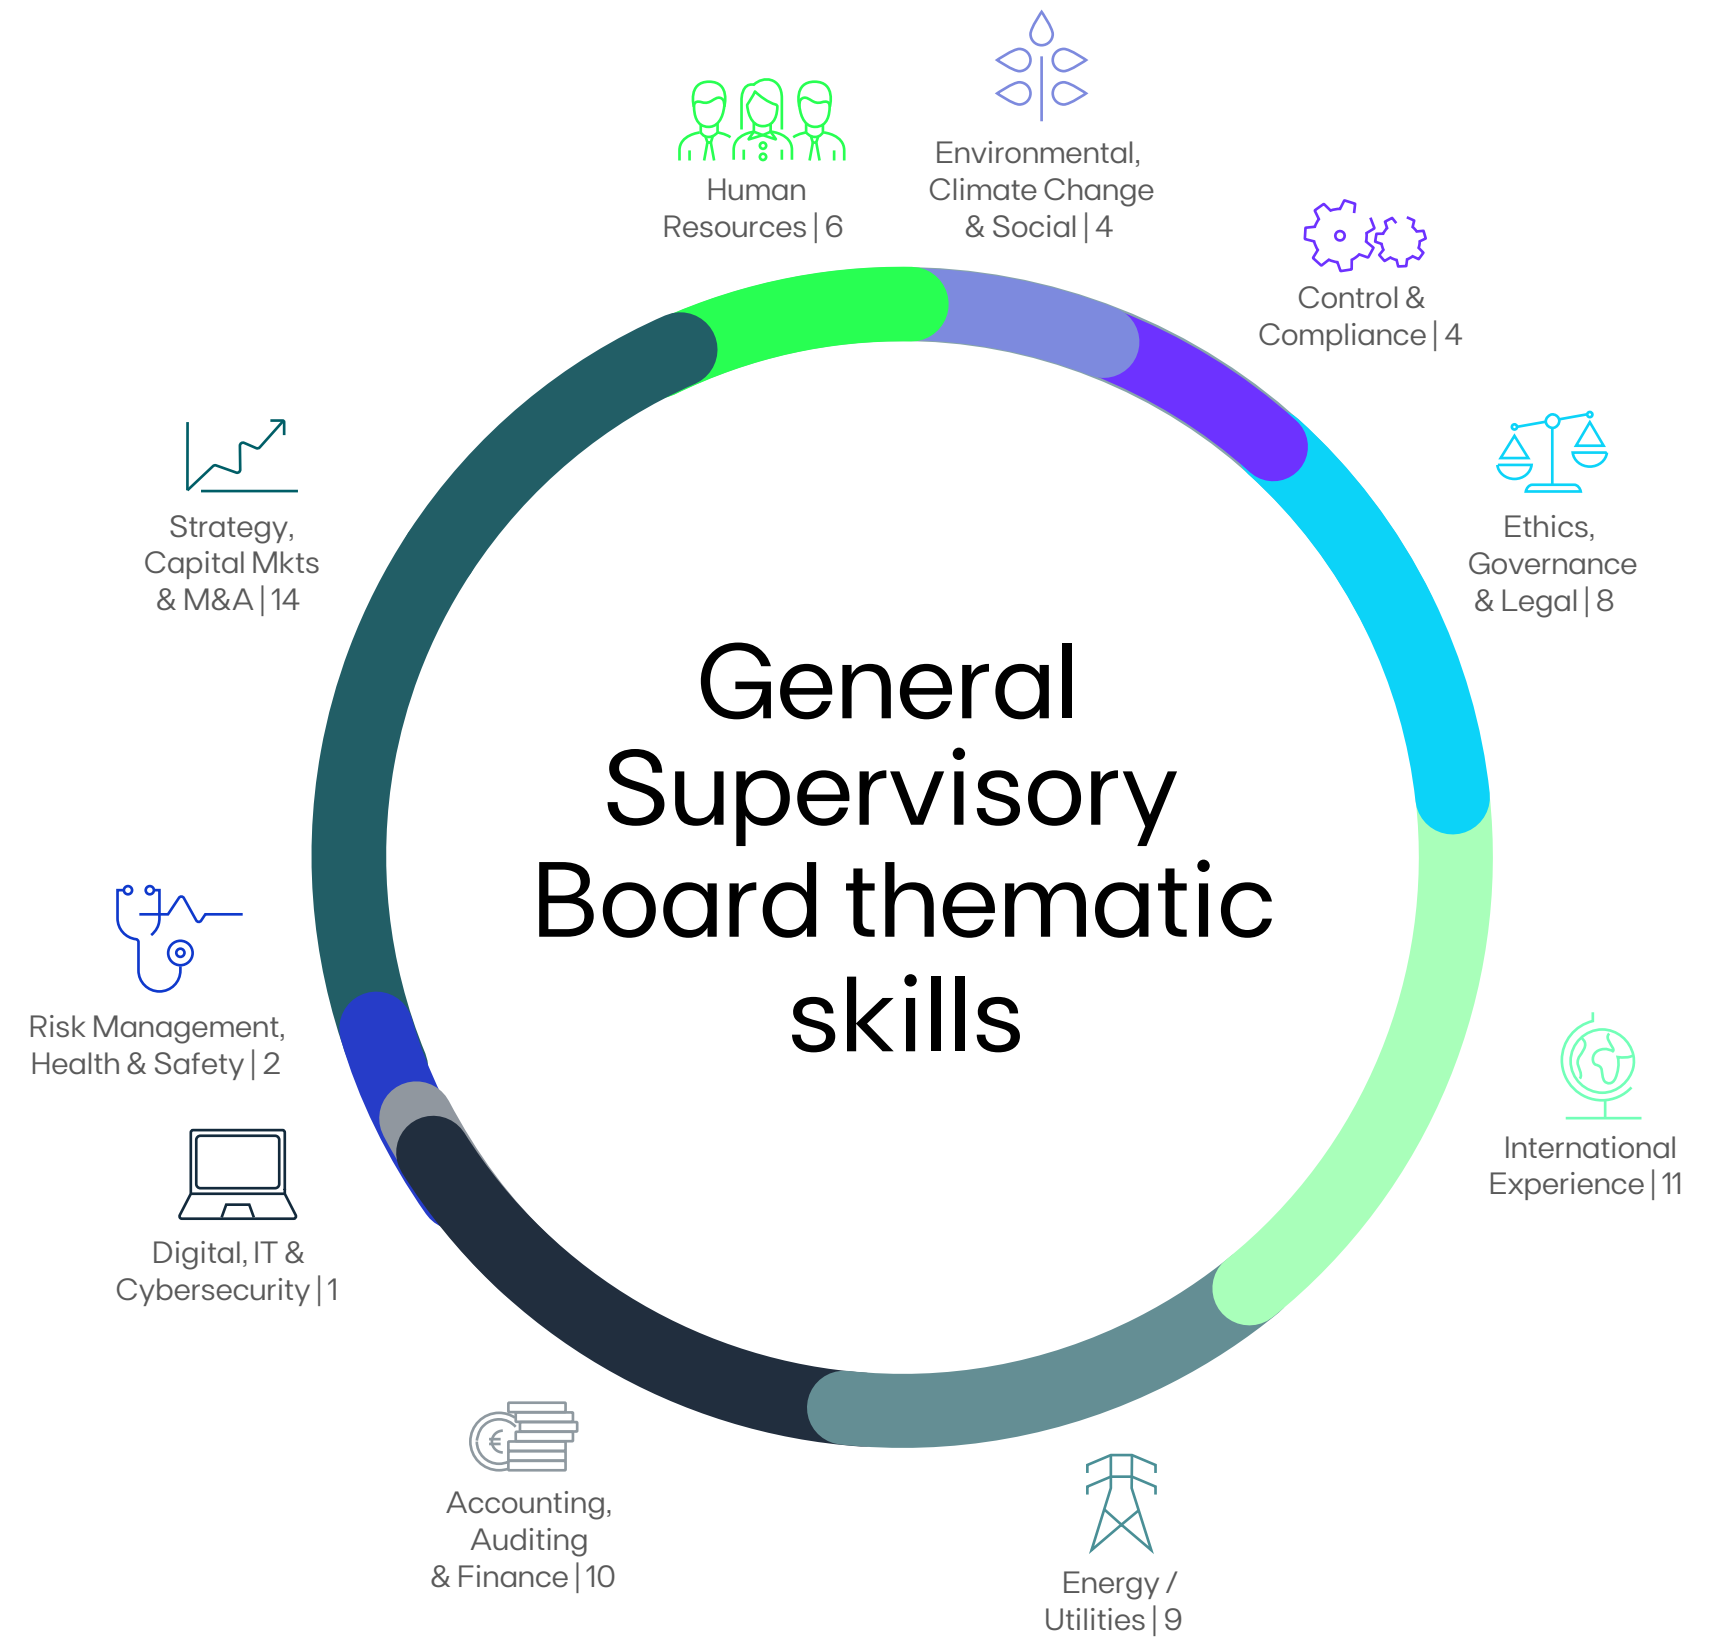 Human
Resources | 6
Environmental,
Climate Change
& Social | 4
Control &
Compliance | 4
Ethics,
Governance
& Legal | 8
International
Experience | 11
Energy /
Utilities | 9
Accounting,
Auditing
& Finance | 10
Digital, IT &
Cybersecurity | 1
Risk Management,
Health & Safety | 2
Strategy,
Capital Mkts
& M&A | 14
General
Supervisory
Board thematic
skills
€